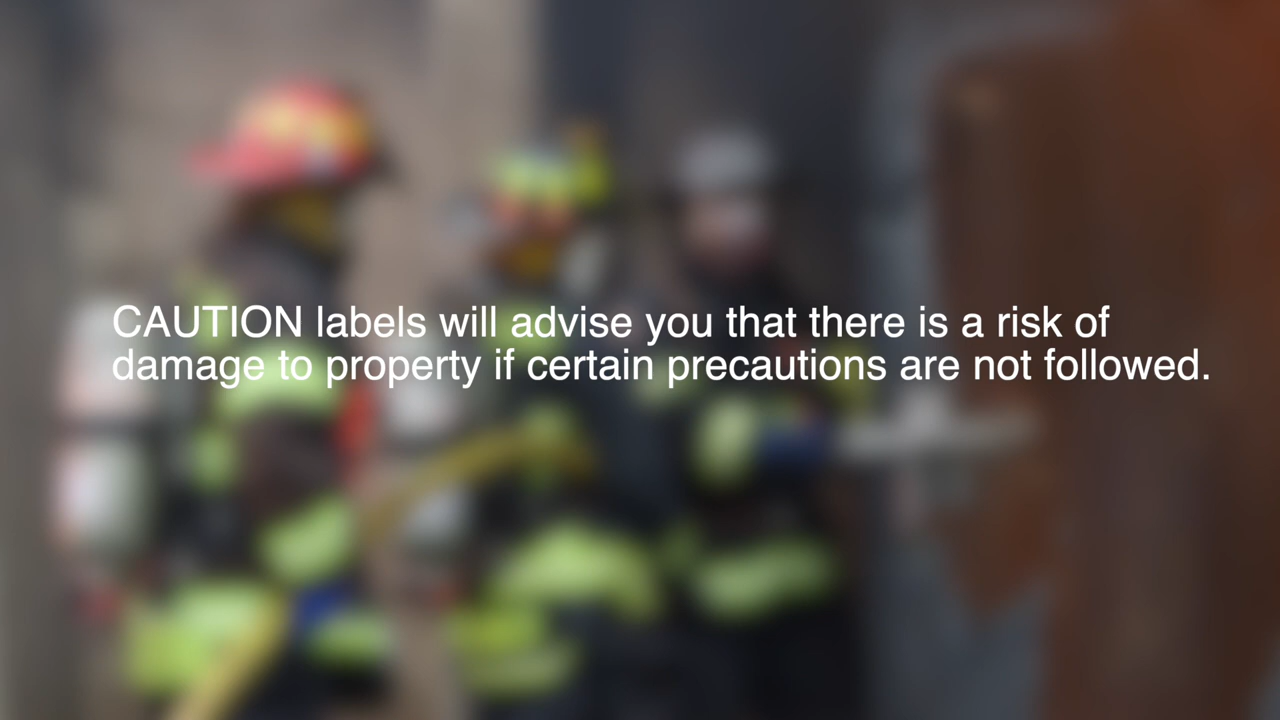 CAUTION labels will advise you that there is a risk of
damage to property if certain precautions are not followed.